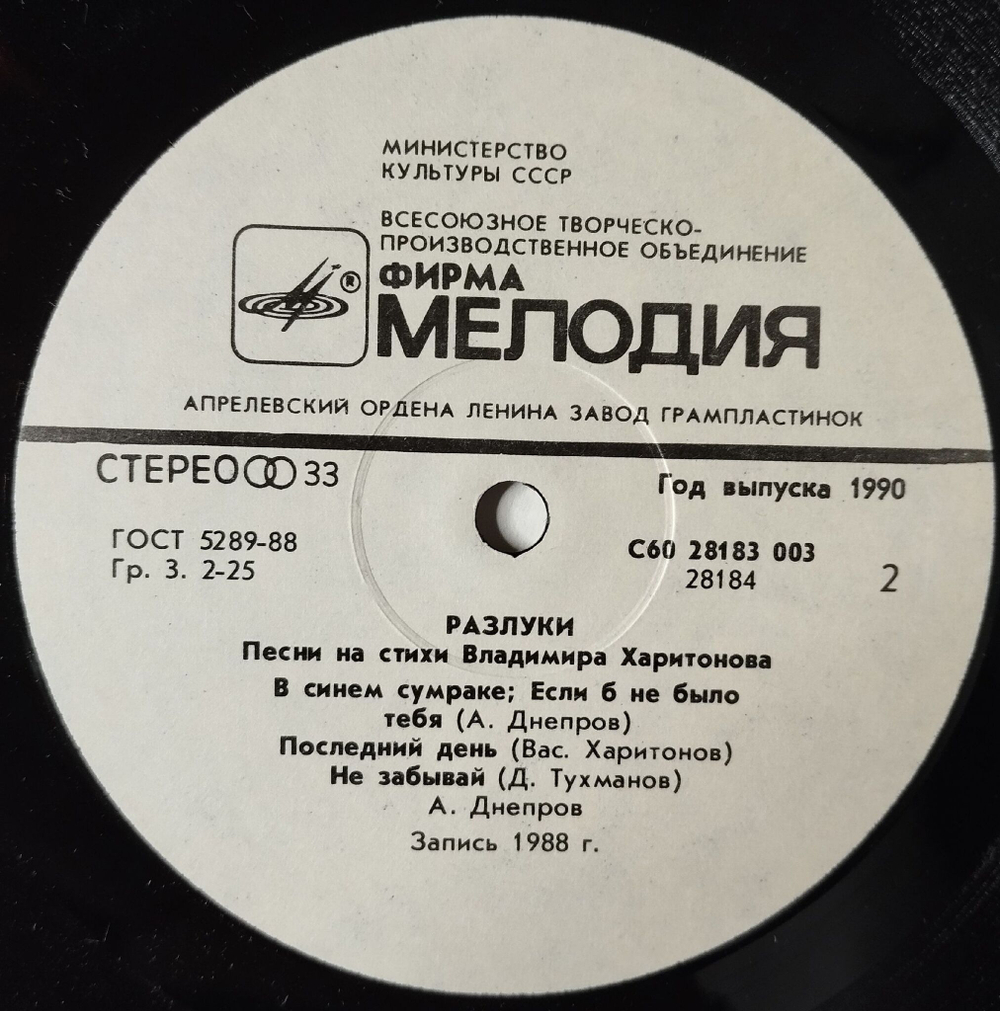 МИНИСТЕРСТВО
КУЛЬТУРЫ СССР
ВСЕСОЮЗНОЕ ТВОРЧЕСКО-
ПРОИЗВОДСТВЕННОЕ ОБЪЕДИНЕНИЕ
®
ФИРМА
МЕЛОДИЯ
АПРЕЛЕВСКИЙ ОРДЕНА ЛЕНИНА ЗАВОД ГРАМПЛАСТИНОК
СТЕРЕО 33
Год выпуска 1990
ГОСТ 5289-88
Гр. 3. 2-25
С60 28183 003
28184
2
РАЗЛУКИ
Песни на стихи Владимира Харитонова
В синем сумраке; Если б не было
тебя (А. Днепров)
Последний день (Вас. Харитонов)
Не забывай (Д. Тухманов)
А. Днепров
Запись 1988 г.